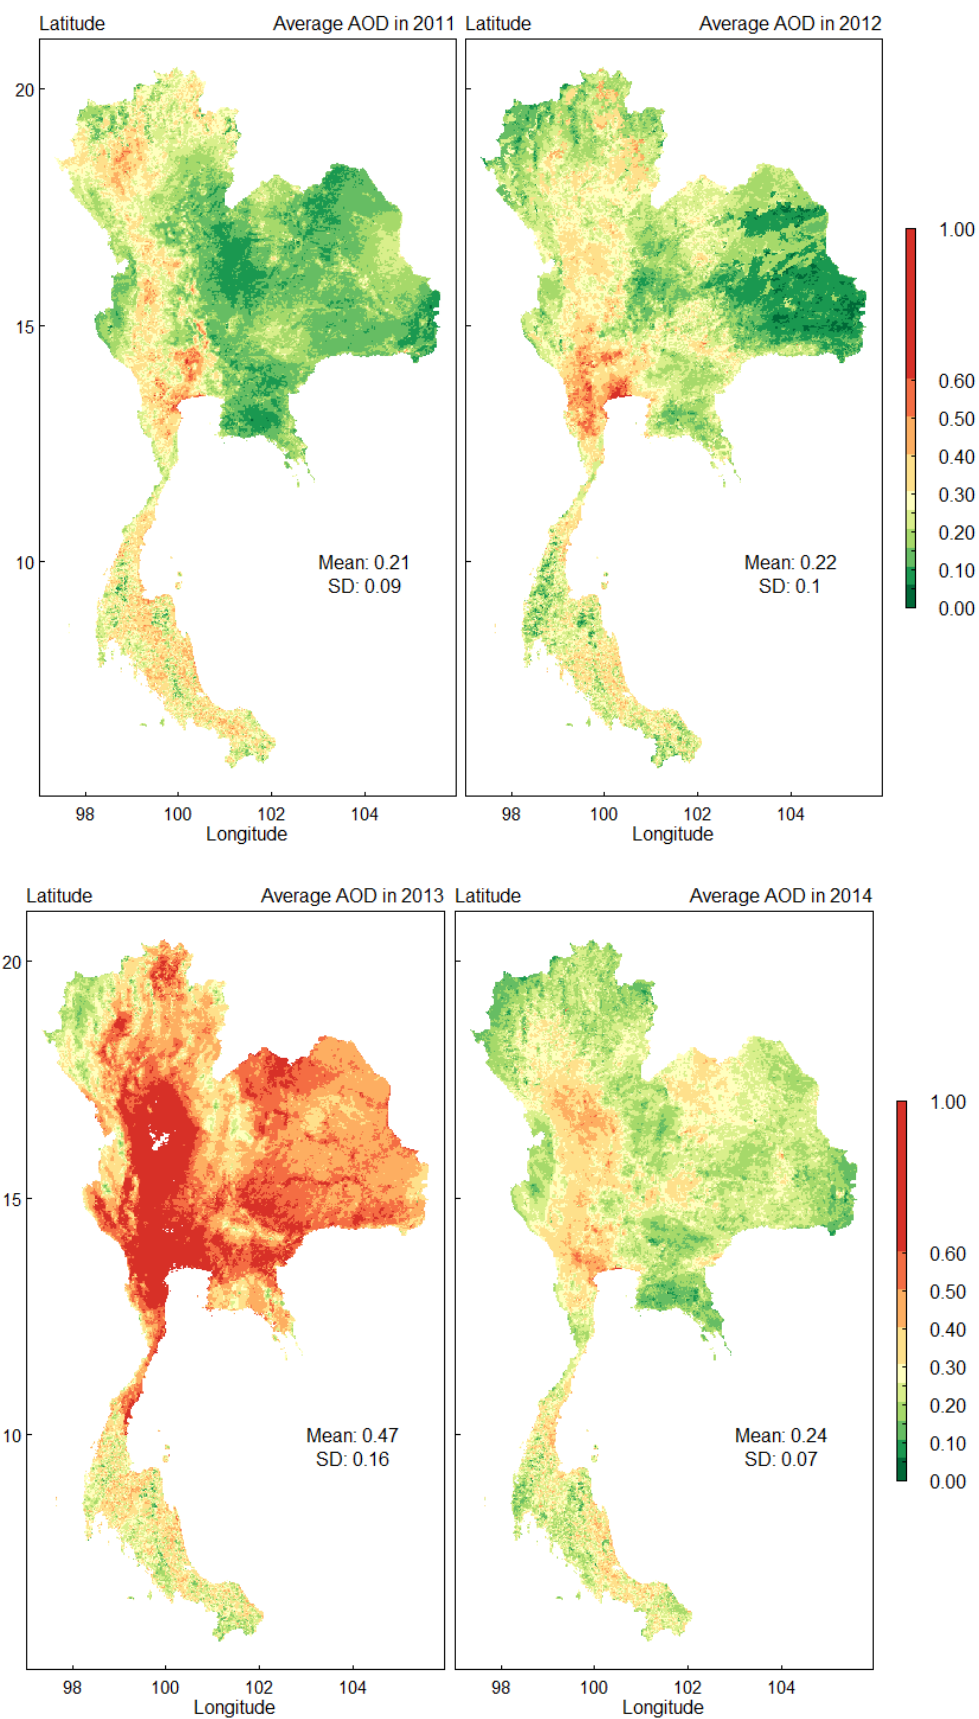 Latitude Average AOD in 2011
Latitude Average AOD in 2012
20
15
10
Mean: 0.21
SD: 0.09
Mean: 0.22
SD: 0.1
98 100 102 104
Longitude
98 100 102 104
Longitude
1.00
0.60
0.50
0.40
0.30
0.20
0.10
0.00
Latitude Average AOD in 2013
Latitude Average AOD in 2014
20
15
10
Mean: 0.47
SD: 0.16
Mean: 0.24
SD: 0.07
98 100 102 104
Longitude
98 100 102 104
Longitude
1.00
0.60
0.50
0.40
0.30
0.20
0.10
0.00